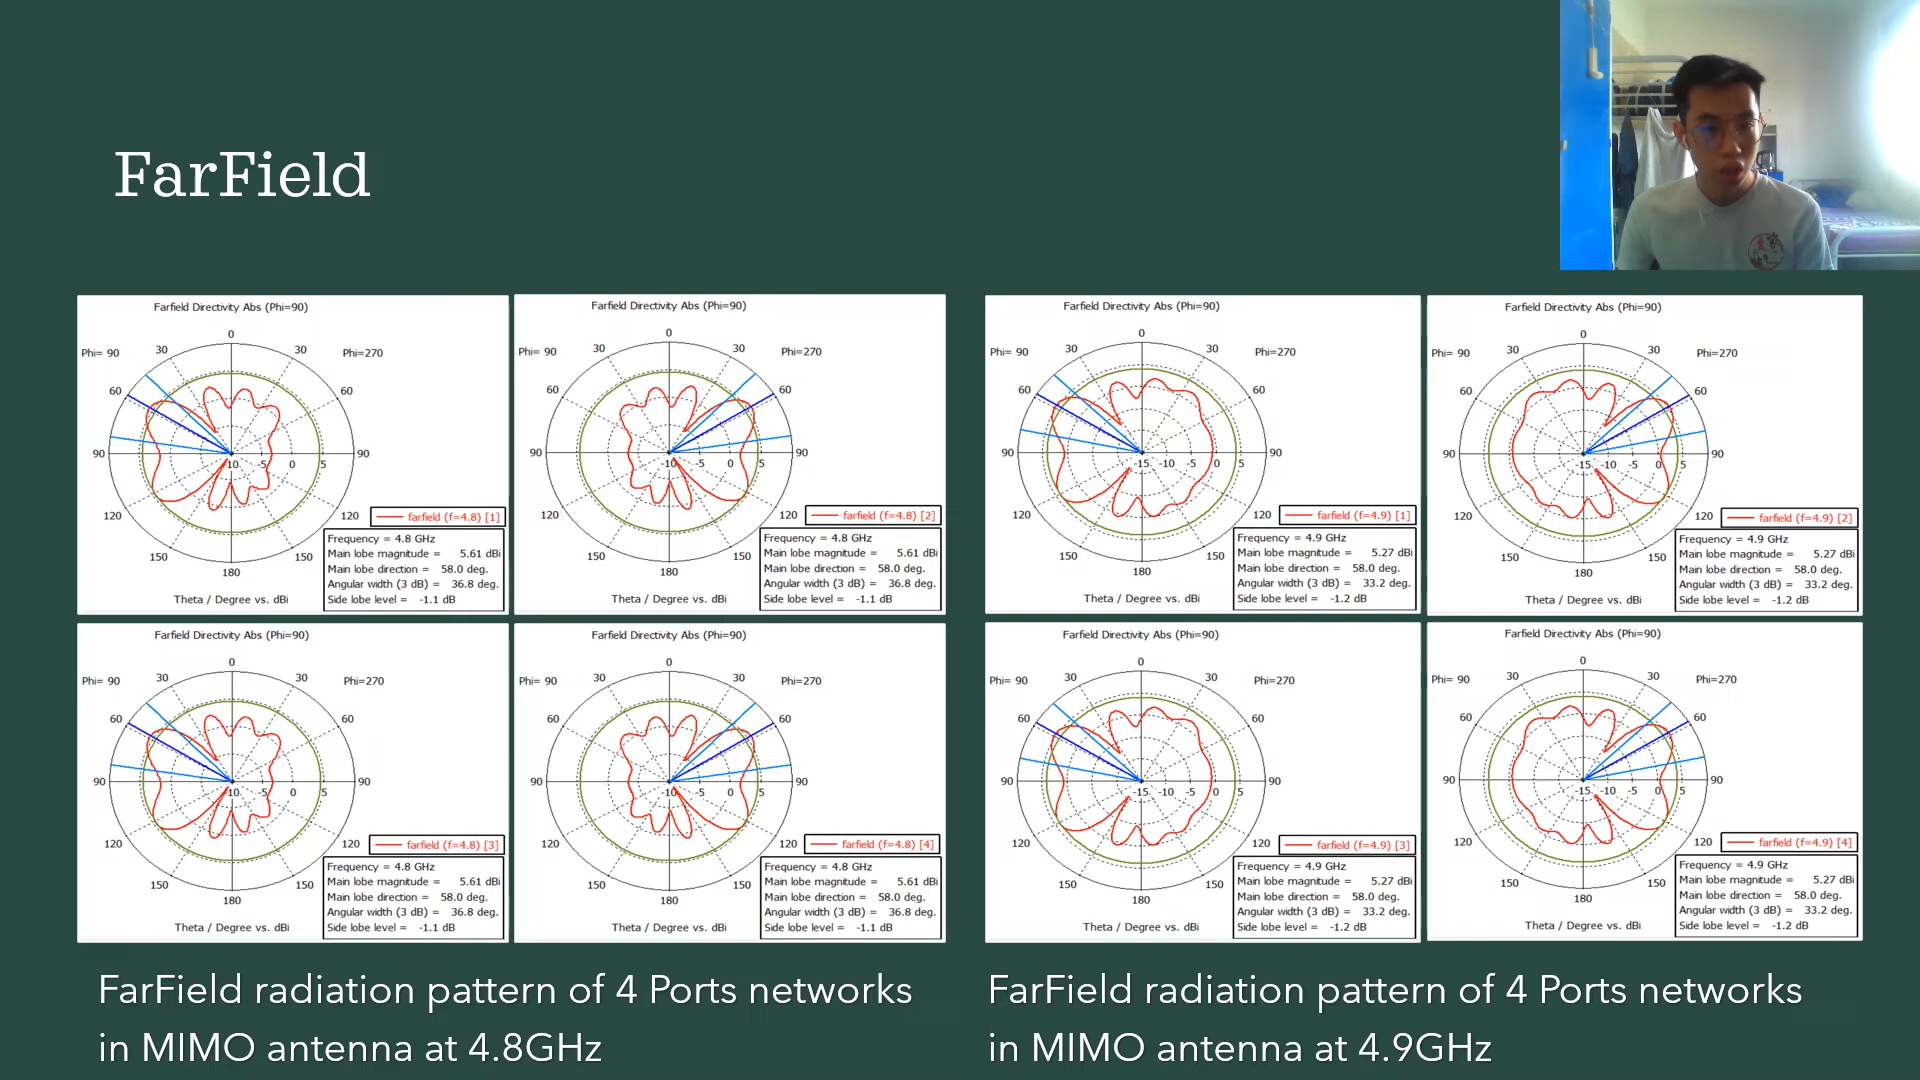 FarField
Farfield Directivity Abs (Phi=90)
0
Phi= 90 30 30 Phi=270
60 60
90 -10 -5 0 5 90
120 120
farfield (f=4.8) [1]
150 150
180
Frequency = 4.8 GHz
Main lobe magnitude = 5.61 dBi
Main lobe direction = 58.0 deg.
Angular width (3 dB) = 36.8 deg.
Side lobe level = -1.1 dB
Theta / Degree vs. dBi
Farfield Directivity Abs (Phi=90)
0
Phi= 90 30 30 Phi=270
60 60
90 -10 -5 0 5 90
120 120
farfield (f=4.8) [2]
150 150
180
Frequency = 4.8 GHz
Main lobe magnitude = 5.61 dBi
Main lobe direction = 58.0 deg.
Angular width (3 dB) = 36.8 deg.
Side lobe level = -1.1 dB
Theta / Degree vs. dBi
Farfield Directivity Abs (Phi=90)
0
Phi= 90 30 30 Phi=270
60 60
90 -10 -5 0 5 90
120 120
farfield (f=4.8) [3]
150 150
180
Frequency = 4.8 GHz
Main lobe magnitude = 5.61 dBi
Main lobe direction = 58.0 deg.
Angular width (3 dB) = 36.8 deg.
Side lobe level = -1.1 dB
Theta / Degree vs. dBi
Farfield Directivity Abs (Phi=90)
0
Phi= 90 30 30 Phi=270
60 60
90 -10 -5 0 5 90
120 120
farfield (f=4.8) [4]
150 150
180
Frequency = 4.8 GHz
Main lobe magnitude = 5.61 dBi
Main lobe direction = 58.0 deg.
Angular width (3 dB) = 36.8 deg.
Side lobe level = -1.1 dB
Theta / Degree vs. dBi
FarField radiation pattern of 4 Ports networks
in MIMO antenna at 4.8GHz
Farfield Directivity Abs (Phi=90)
0
Phi= 90 30 30 Phi=270
60 60
90 -15 -10 -5 0 5 90
120 120
farfield (f=4.9) [1]
150 150
180
Frequency = 4.9 GHz
Main lobe magnitude = 5.27 dBi
Main lobe direction = 58.0 deg.
Angular width (3 dB) = 33.2 deg.
Side lobe level = -1.2 dB
Theta / Degree vs. dBi
Farfield Directivity Abs (Phi=90)
0
Phi= 90 30 30 Phi=270
60 60
90 -15 -10 -5 0 5 90
120 120
farfield (f=4.9) [2]
150 150
180
Frequency = 4.9 GHz
Main lobe magnitude = 5.27 dBi
Main lobe direction = 58.0 deg.
Angular width (3 dB) = 33.2 deg.
Side lobe level = -1.2 dB
Theta / Degree vs. dBi
Farfield Directivity Abs (Phi=90)
0
Phi= 90 30 30 Phi=270
60 60
90 -15 -10 -5 0 5 90
120 120
farfield (f=4.9) [3]
150 150
180
Frequency = 4.9 GHz
Main lobe magnitude = 5.27 dBi
Main lobe direction = 58.0 deg.
Angular width (3 dB) = 33.2 deg.
Side lobe level = -1.2 dB
Theta / Degree vs. dBi
Farfield Directivity Abs (Phi=90)
0
Phi= 90 30 30 Phi=270
60 60
90 -15 -10 -5 0 5 90
120 120
farfield (f=4.9) [4]
150 150
180
Frequency = 4.9 GHz
Main lobe magnitude = 5.27 dBi
Main lobe direction = 58.0 deg.
Angular width (3 dB) = 33.2 deg.
Side lobe level = -1.2 dB
Theta / Degree vs. dBi
FarField radiation pattern of 4 Ports networks
in MIMO antenna at 4.9GHz